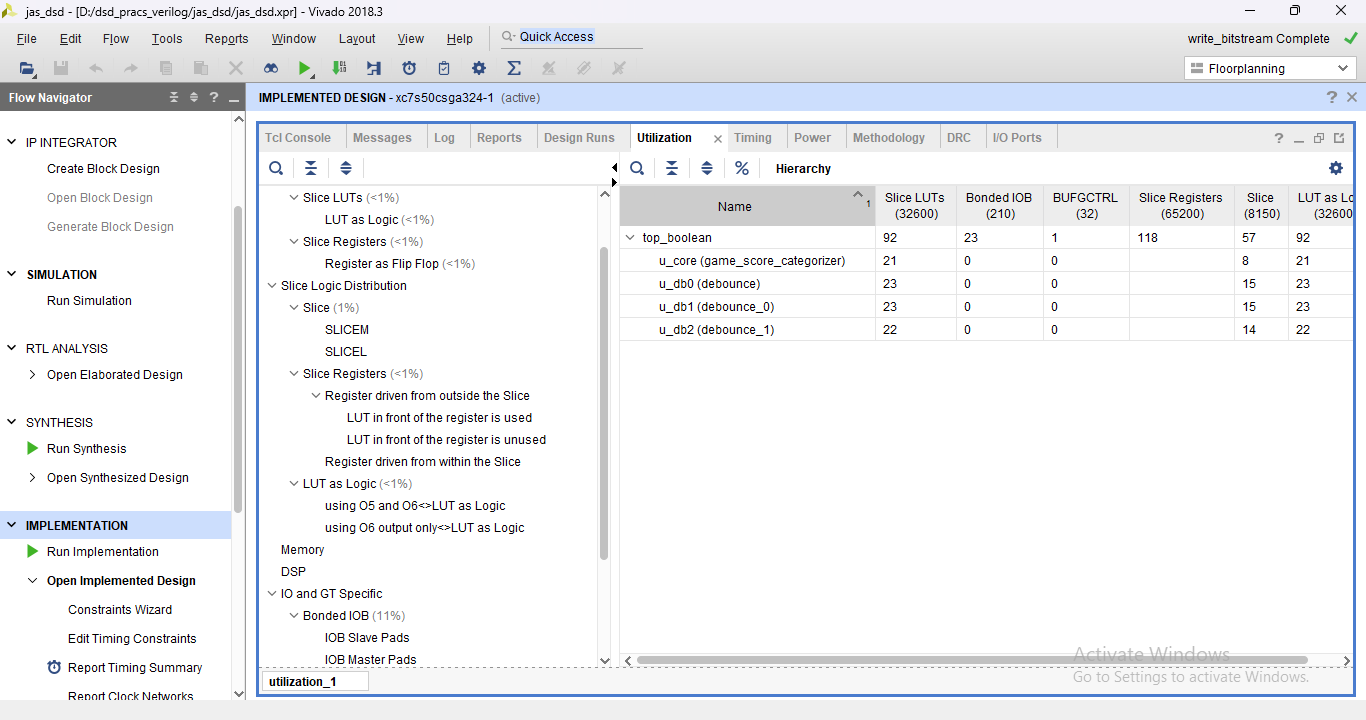 jas_dsd - [D:/dsd_pracs_verilog/jas_dsd/jas_dsd.xpr] - Vivado 2018.3
File Edit Flow Tools Reports Window Layout View Help Quick Access write_bitstream Complete
Floorplanning
Flow Navigator
IP INTEGRATOR
Create Block Design
Open Block Design
Generate Block Design
SIMULATION
Run Simulation
RTL ANALYSIS
Open Elaborated Design
SYNTHESIS
Run Synthesis
Open Synthesized Design
IMPLEMENTATION
Run Implementation
Open Implemented Design
Constraints Wizard
Edit Timing Constraints
Report Timing Summary
Report Clock Networks
IMPLEMENTED DESIGN - xc7s50csga324-1 (active)
Tcl Console Messages Log Reports Design Runs Utilization Timing Power Methodology DRC I/O Ports
Slice LUTs (<1%)
LUT as Logic (<1%)
Slice Registers (<1%)
Register as Flip Flop (<1%)
Slice Logic Distribution
Slice (1%)
SLICEM
SLICEL
Slice Registers (<1%)
Register driven from outside the Slice
LUT in front of the register is used
LUT in front of the register is unused
Register driven from within the Slice
LUT as Logic (<1%)
using O5 and O6<>LUT as Logic
using O6 output only<>LUT as Logic
Memory
DSP
IO and GT Specific
Bonded IOB (11%)
IOB Slave Pads
IOB Master Pads
utilization_1
Hierarchy
Name 1 Slice LUTs (32600) Bonded IOB (210) BUFGCTRL (32) Slice Registers (65200) Slice (8150) LUT as Lo (32600
top_boolean 92 23 1 118 57 92
u_core (game_score_categorizer) 21 0 0 8 21
u_db0 (debounce) 23 0 0 15 23
u_db1 (debounce_0) 23 0 0 15 23
u_db2 (debounce_1) 22 0 0 14 22
Activate Windows
Go to Settings to activate Windows.